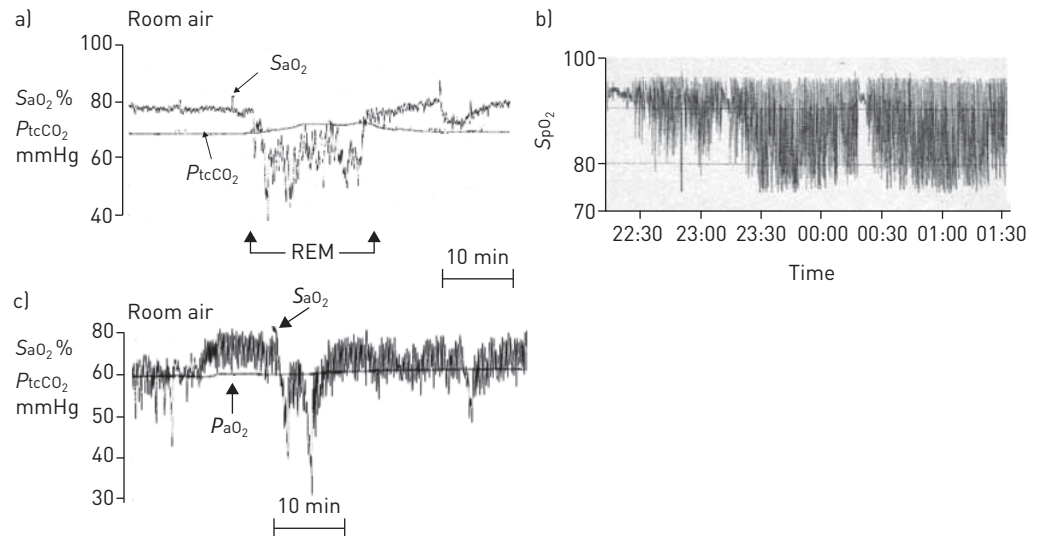 a)
Room air
100
80
60
40
SaO₂ %
PtcCO₂
mmHg
SaO₂
PtcCO₂
REM
10 min
b)
100
80
70
SpO₂
22:30 23:00 23:30 00:00 00:30 01:00 01:30
Time
c)
Room air
80
60
50
40
30
SaO₂ %
PtcCO₂
mmHg
SaO₂
PaO₂
10 min